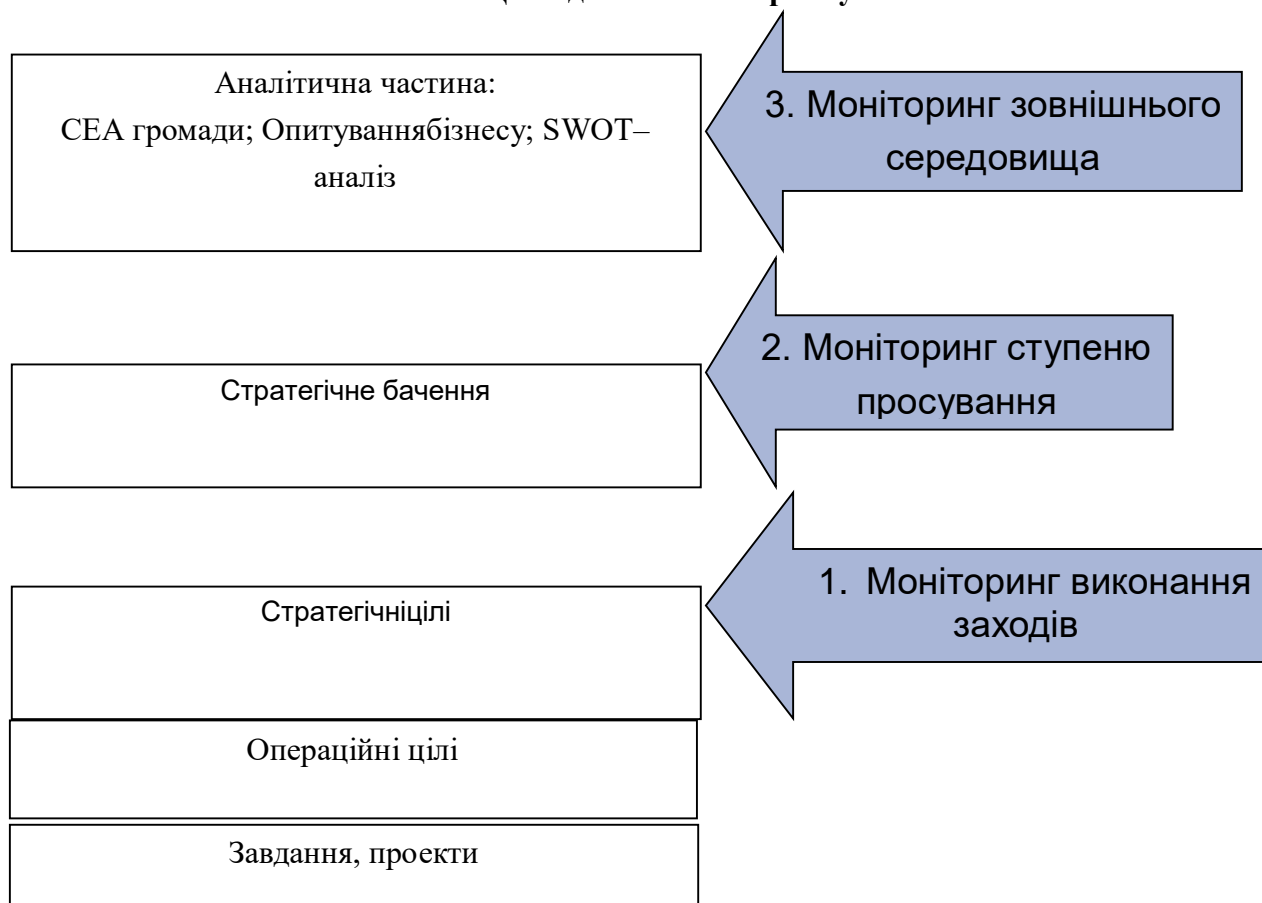 Аналітична частина:
СЕА громади; Опитуваннябізнесу; SWOT–
аналіз
3. Моніторинг зовнішнього
середовища
2. Моніторинг ступеню
просування
Стратегічне бачення
1. Моніторинг виконання
заходів
Стратегічніцілі
Операційні цілі
Завдання, проекти